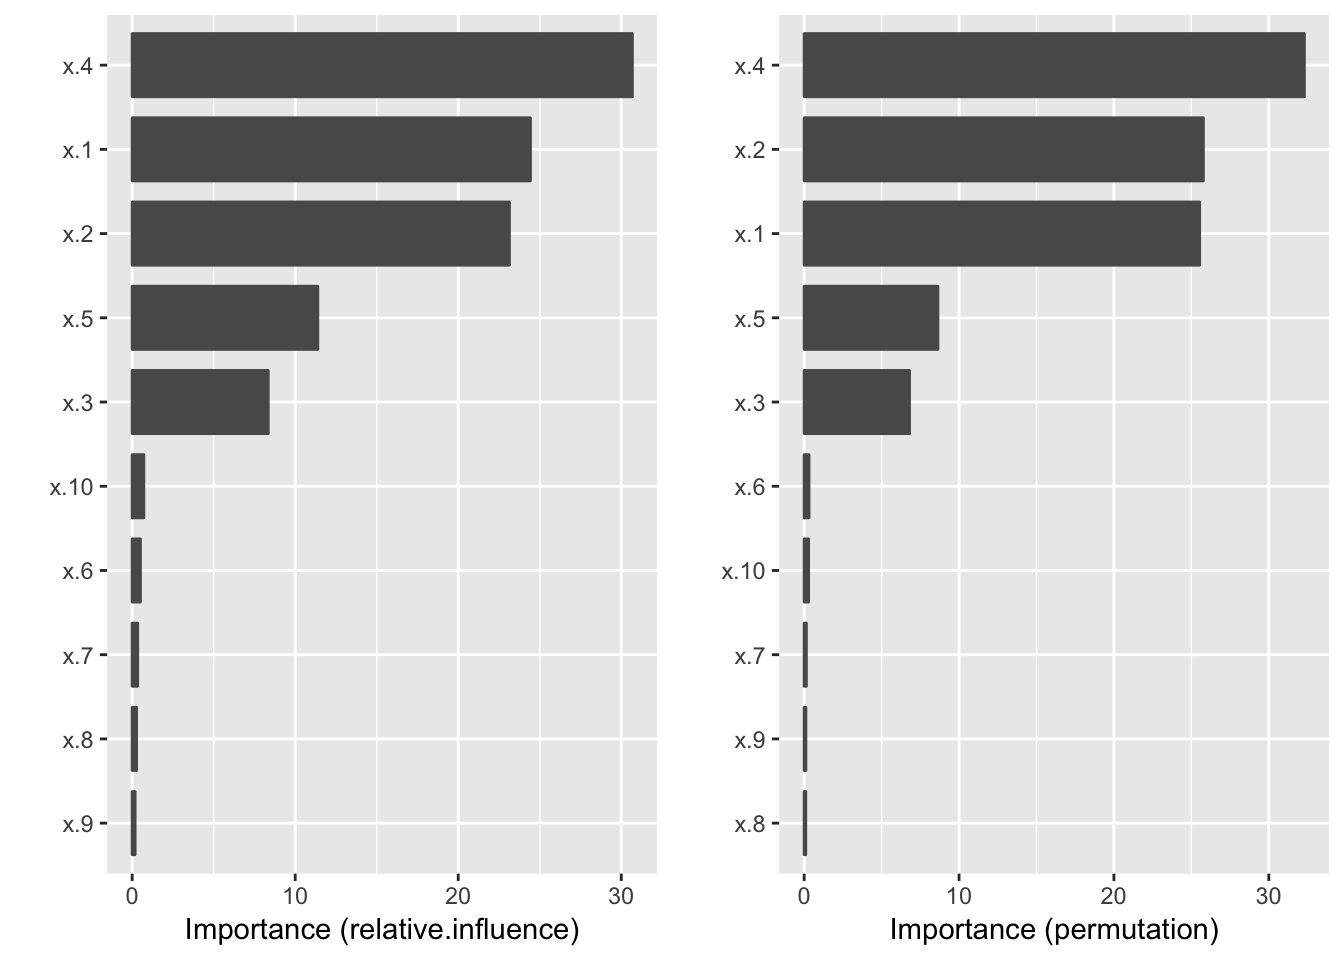 x.4
x.1
x.2
x.5
x.3
x.10
x.6
x.7
x.8
x.9
0 10 20 30
Importance (relative.influence)
x.4
x.2
x.1
x.5
x.3
x.6
x.10
x.7
x.9
x.8
0 10 20 30
Importance (permutation)